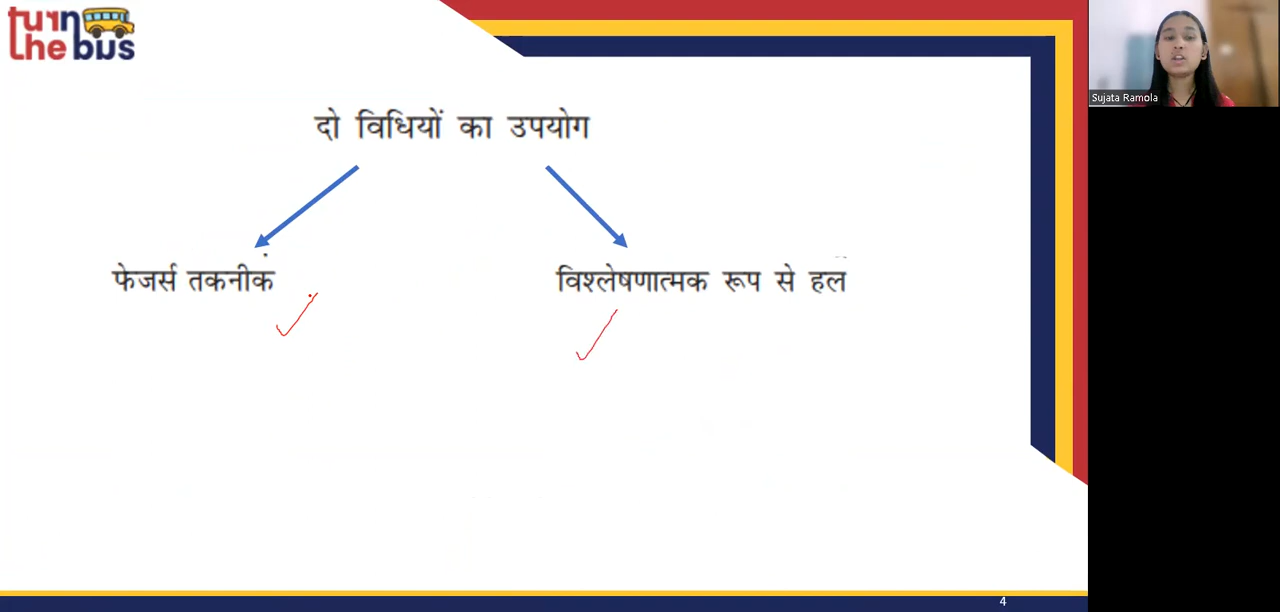 turn
the bus
Sujata Ramola
दो विधियों का उपयोग
फेजर्स तकनीक
विश्लेषणात्मक रूप से हल
4